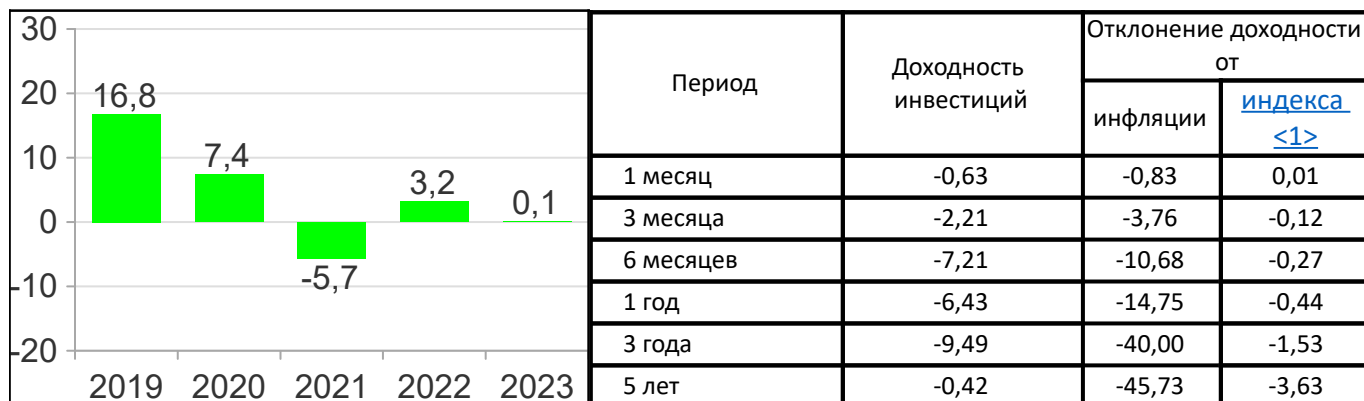 30
20
10
0
-10
-20
16,8
7,4
-5,7
3,2
0,1
2019 2020 2021 2022 2023
Период
Доходность
инвестиций
Отклонение доходности
от
инфляции
индекса
<1>
1 месяц -0,63 -0,83 0,01
3 месяца -2,21 -3,76 -0,12
6 месяцев -7,21 -10,68 -0,27
1 год -6,43 -14,75 -0,44
3 года -9,49 -40,00 -1,53
5 лет -0,42 -45,73 -3,63